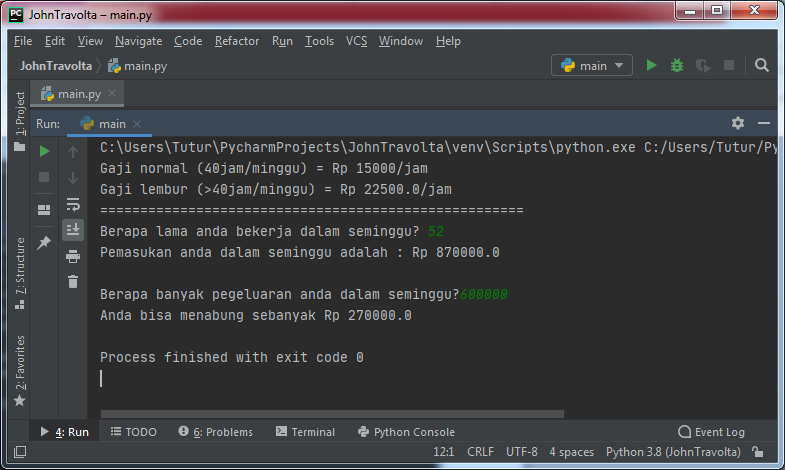 JohnTravolta – main.py
File Edit View Navigate Code Refactor Run Tools VCS Window Help
JohnTravolta main.py main
main.py
Run: main
C:\Users\Tutur\PycharmProjects\JohnTravolta\venv\Scripts\python.exe C:/Users/Tutur/Py
Gaji normal (40jam/minggu) = Rp 15000/jam
Gaji lembur (>40jam/minggu) = Rp 22500.0/jam
=====================================================
Berapa lama anda bekerja dalam seminggu? 52
Pemasukan anda dalam seminggu adalah : Rp 870000.0
Berapa banyak pegeluaran anda dalam seminggu?600000
Anda bisa menabung sebanyak Rp 270000.0
Process finished with exit code 0
1: Project
7: Structure
2: Favorites
4: Run TODO 6: Problems Terminal Python Console Event Log
12:1 CRLF UTF-8 4 spaces Python 3.8 (JohnTravolta)